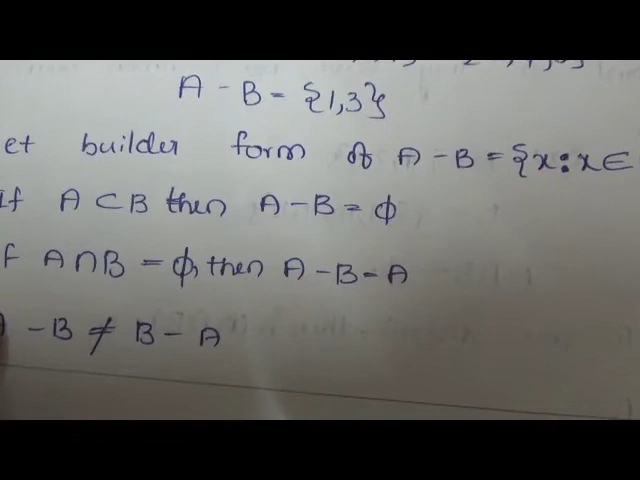 A - B = {1,3}
et builder form of A - B = {x : x ∈
If A ⊂ B then A - B = ϕ
f A ∩ B = ϕ, then A - B = A
A - B ≠ B - A